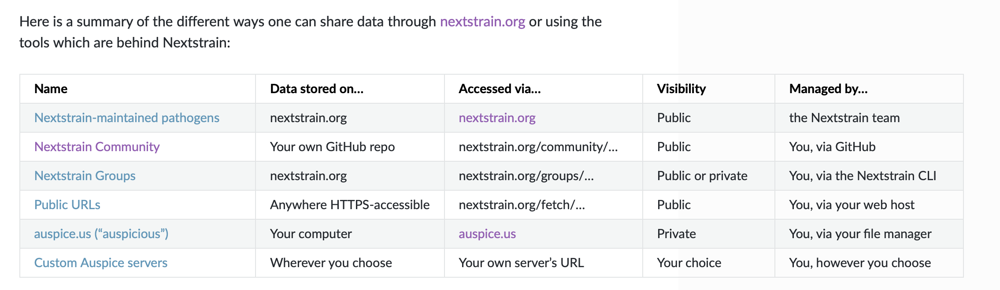 Here is a summary of the different ways one can share data through nextstrain.org or using the
tools which are behind Nextstrain:
Name Data stored on... Accessed via... Visibility Managed by...
Nextstrain-maintained pathogens nextstrain.org nextstrain.org Public the Nextstrain team
Nextstrain Community Your own GitHub repo nextstrain.org/community/... Public You, via GitHub
Nextstrain Groups nextstrain.org nextstrain.org/groups/... Public or private You, via the Nextstrain CLI
Public URLs Anywhere HTTPS-accessible nextstrain.org/fetch/... Public You, via your web host
auspice.us (“auspicious”) Your computer auspice.us Private You, via your file manager
Custom Auspice servers Wherever you choose Your own server’s URL Your choice You, however you choose